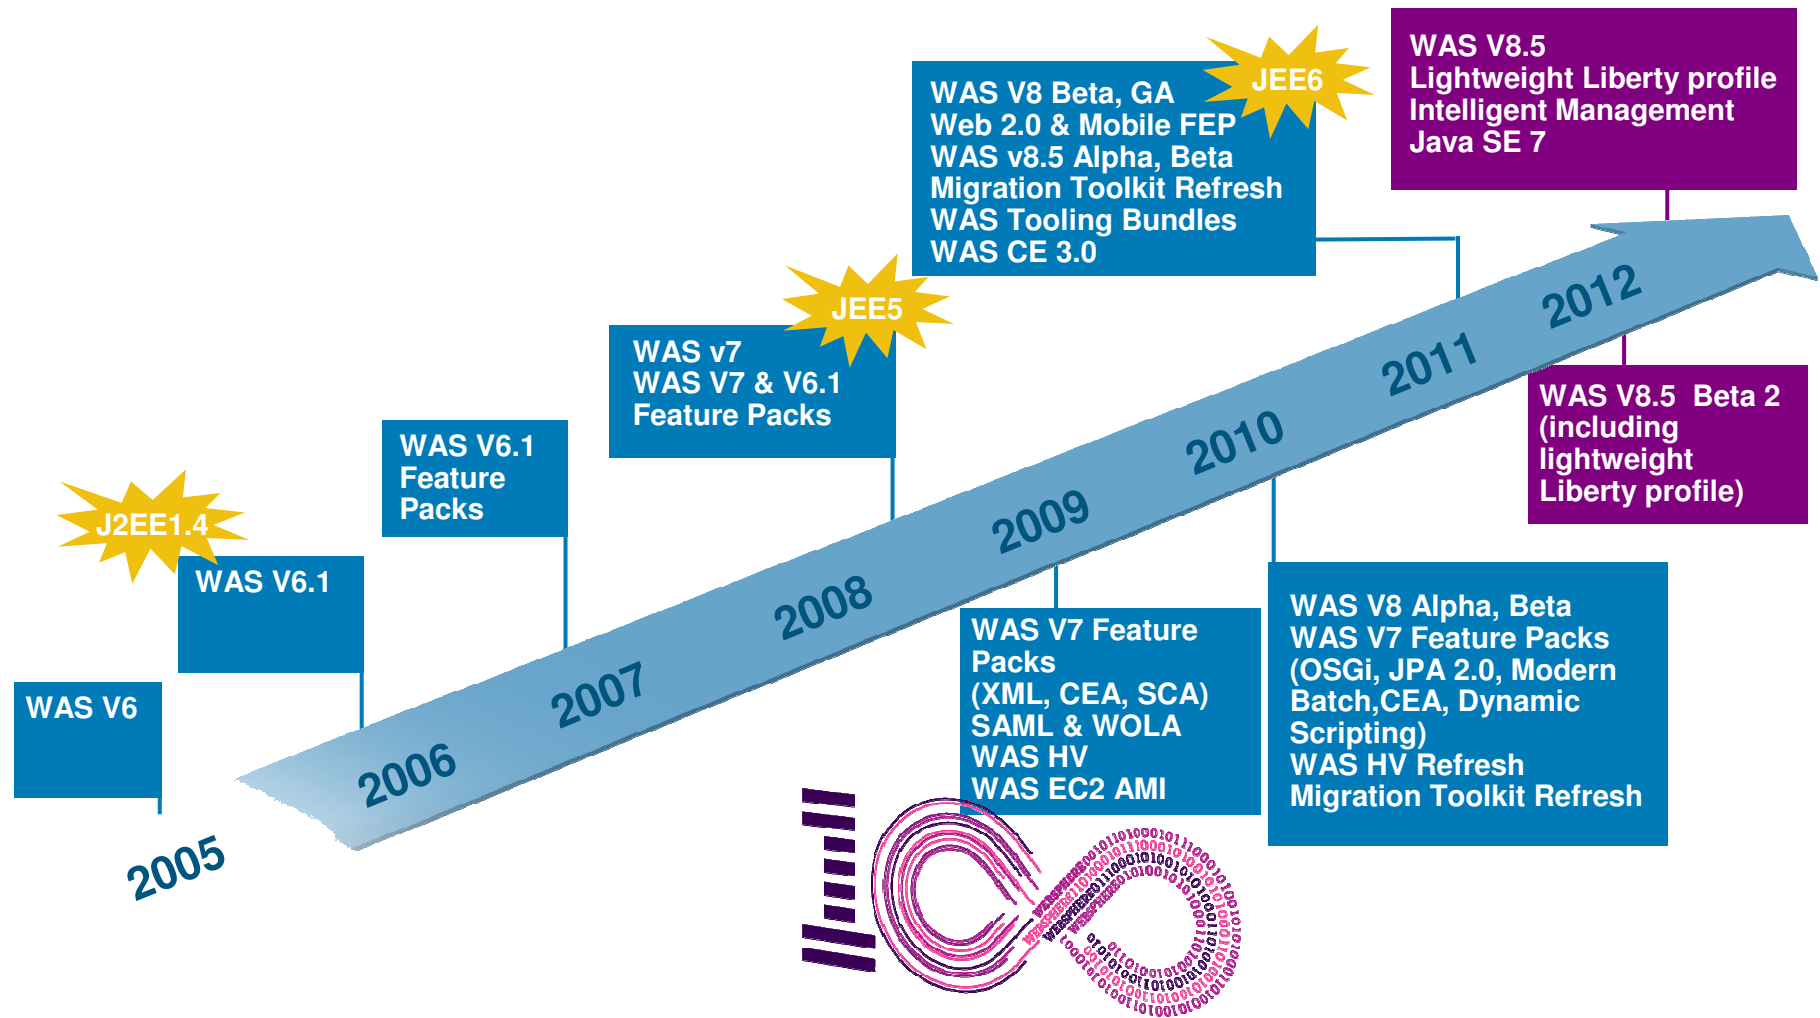 WAS V8.5
Lightweight Liberty profile
Intelligent Management
Java SE 7
JEE6
WAS V8 Beta, GA
Web 2.0 & Mobile FEP
WAS v8.5 Alpha, Beta
Migration Toolkit Refresh
WAS Tooling Bundles
WAS CE 3.0
JEE5
WAS v7
WAS V7 & V6.1
Feature Packs
WAS V6.1
Feature
Packs
J2EE1.4
WAS V6.1
WAS V6
2005
2006
2007
2008
2009
2010
2011
2012
WAS V8.5  Beta 2
(including
lightweight
Liberty profile)
WAS V7 Feature
Packs
(XML, CEA, SCA)
SAML & WOLA
WAS HV
WAS EC2 AMI
WAS V8 Alpha, Beta
WAS V7 Feature Packs
(OSGi, JPA 2.0, Modern
Batch,CEA, Dynamic
Scripting)
WAS HV Refresh
Migration Toolkit Refresh
WEBSPHERE
WEBSPHERE
WEBSPHERE
WEBSPHERE